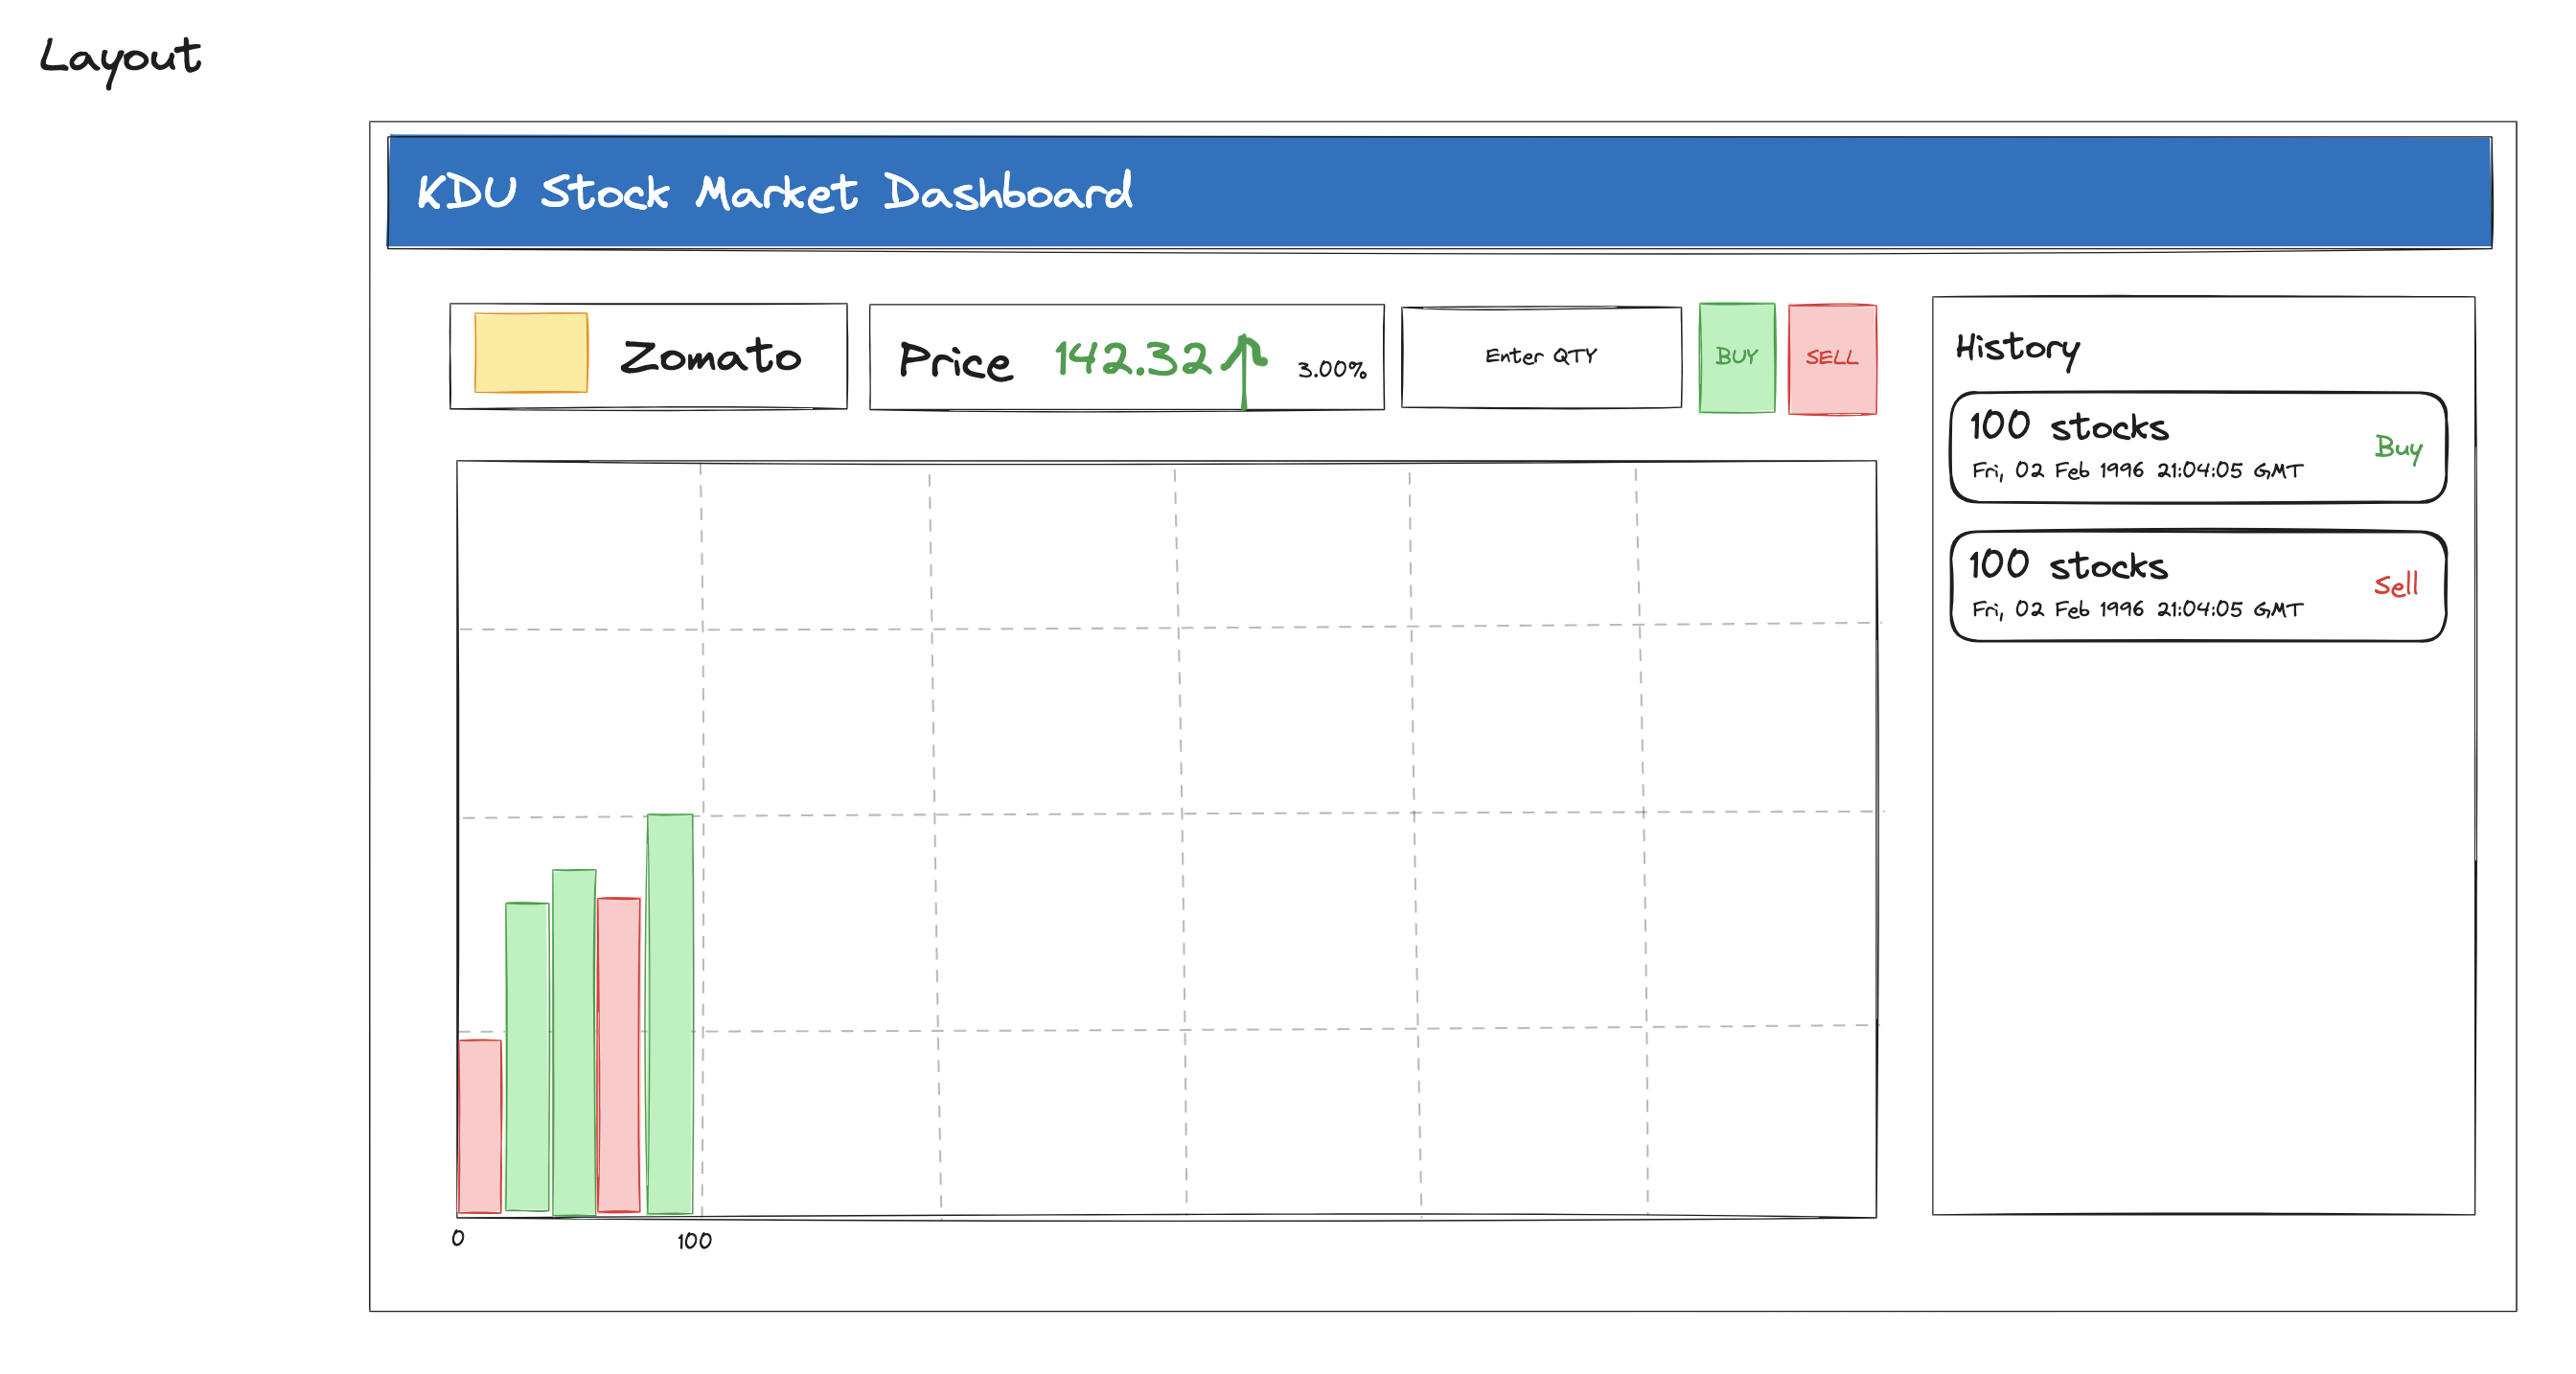 Layout
KDU Stock Market Dashboard
Zomato
Price 142.32 3.00%
Enter QTY
BUY
SELL
History
100 stocks
Fri, 02 Feb 1996 21:04:05 GMT
Buy
100 stocks
Fri, 02 Feb 1996 21:04:05 GMT
Sell
0 100